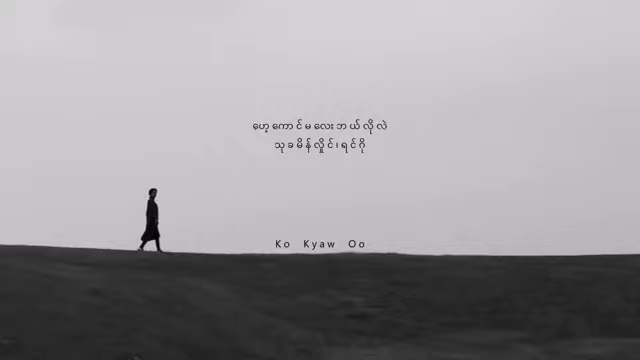 ဟေ့ကောင်မလေးဘယ်လိုလဲ
သုခမိန်လှိုင်၊ရင်ဂို
Ko Kyaw Oo